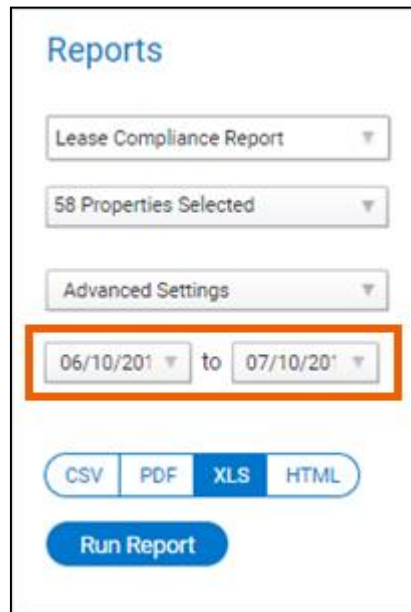 Reports
Lease Compliance Report
58 Properties Selected
Advanced Settings
06/10/201 to 07/10/201
CSV PDF XLS HTML
Run Report